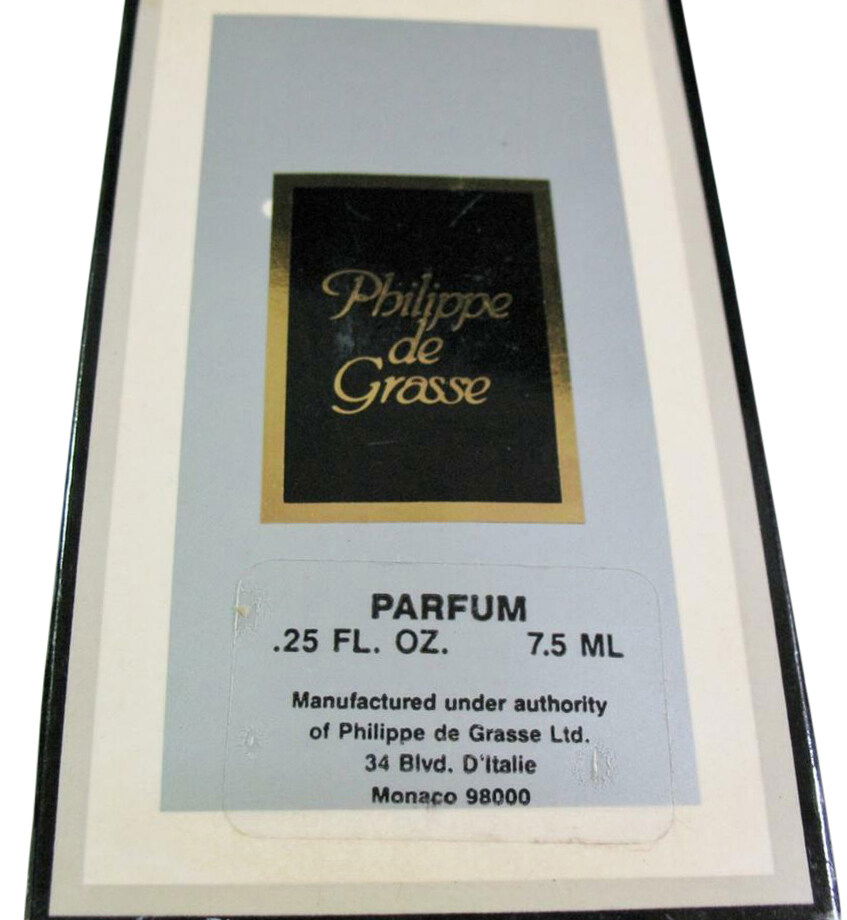 Philippe
de
Grasse
PARFUM
.25 FL. OZ. 7.5 ML
Manufactured under authority
of Philippe de Grasse Ltd.
34 Blvd. D'Italie
Monaco 98000